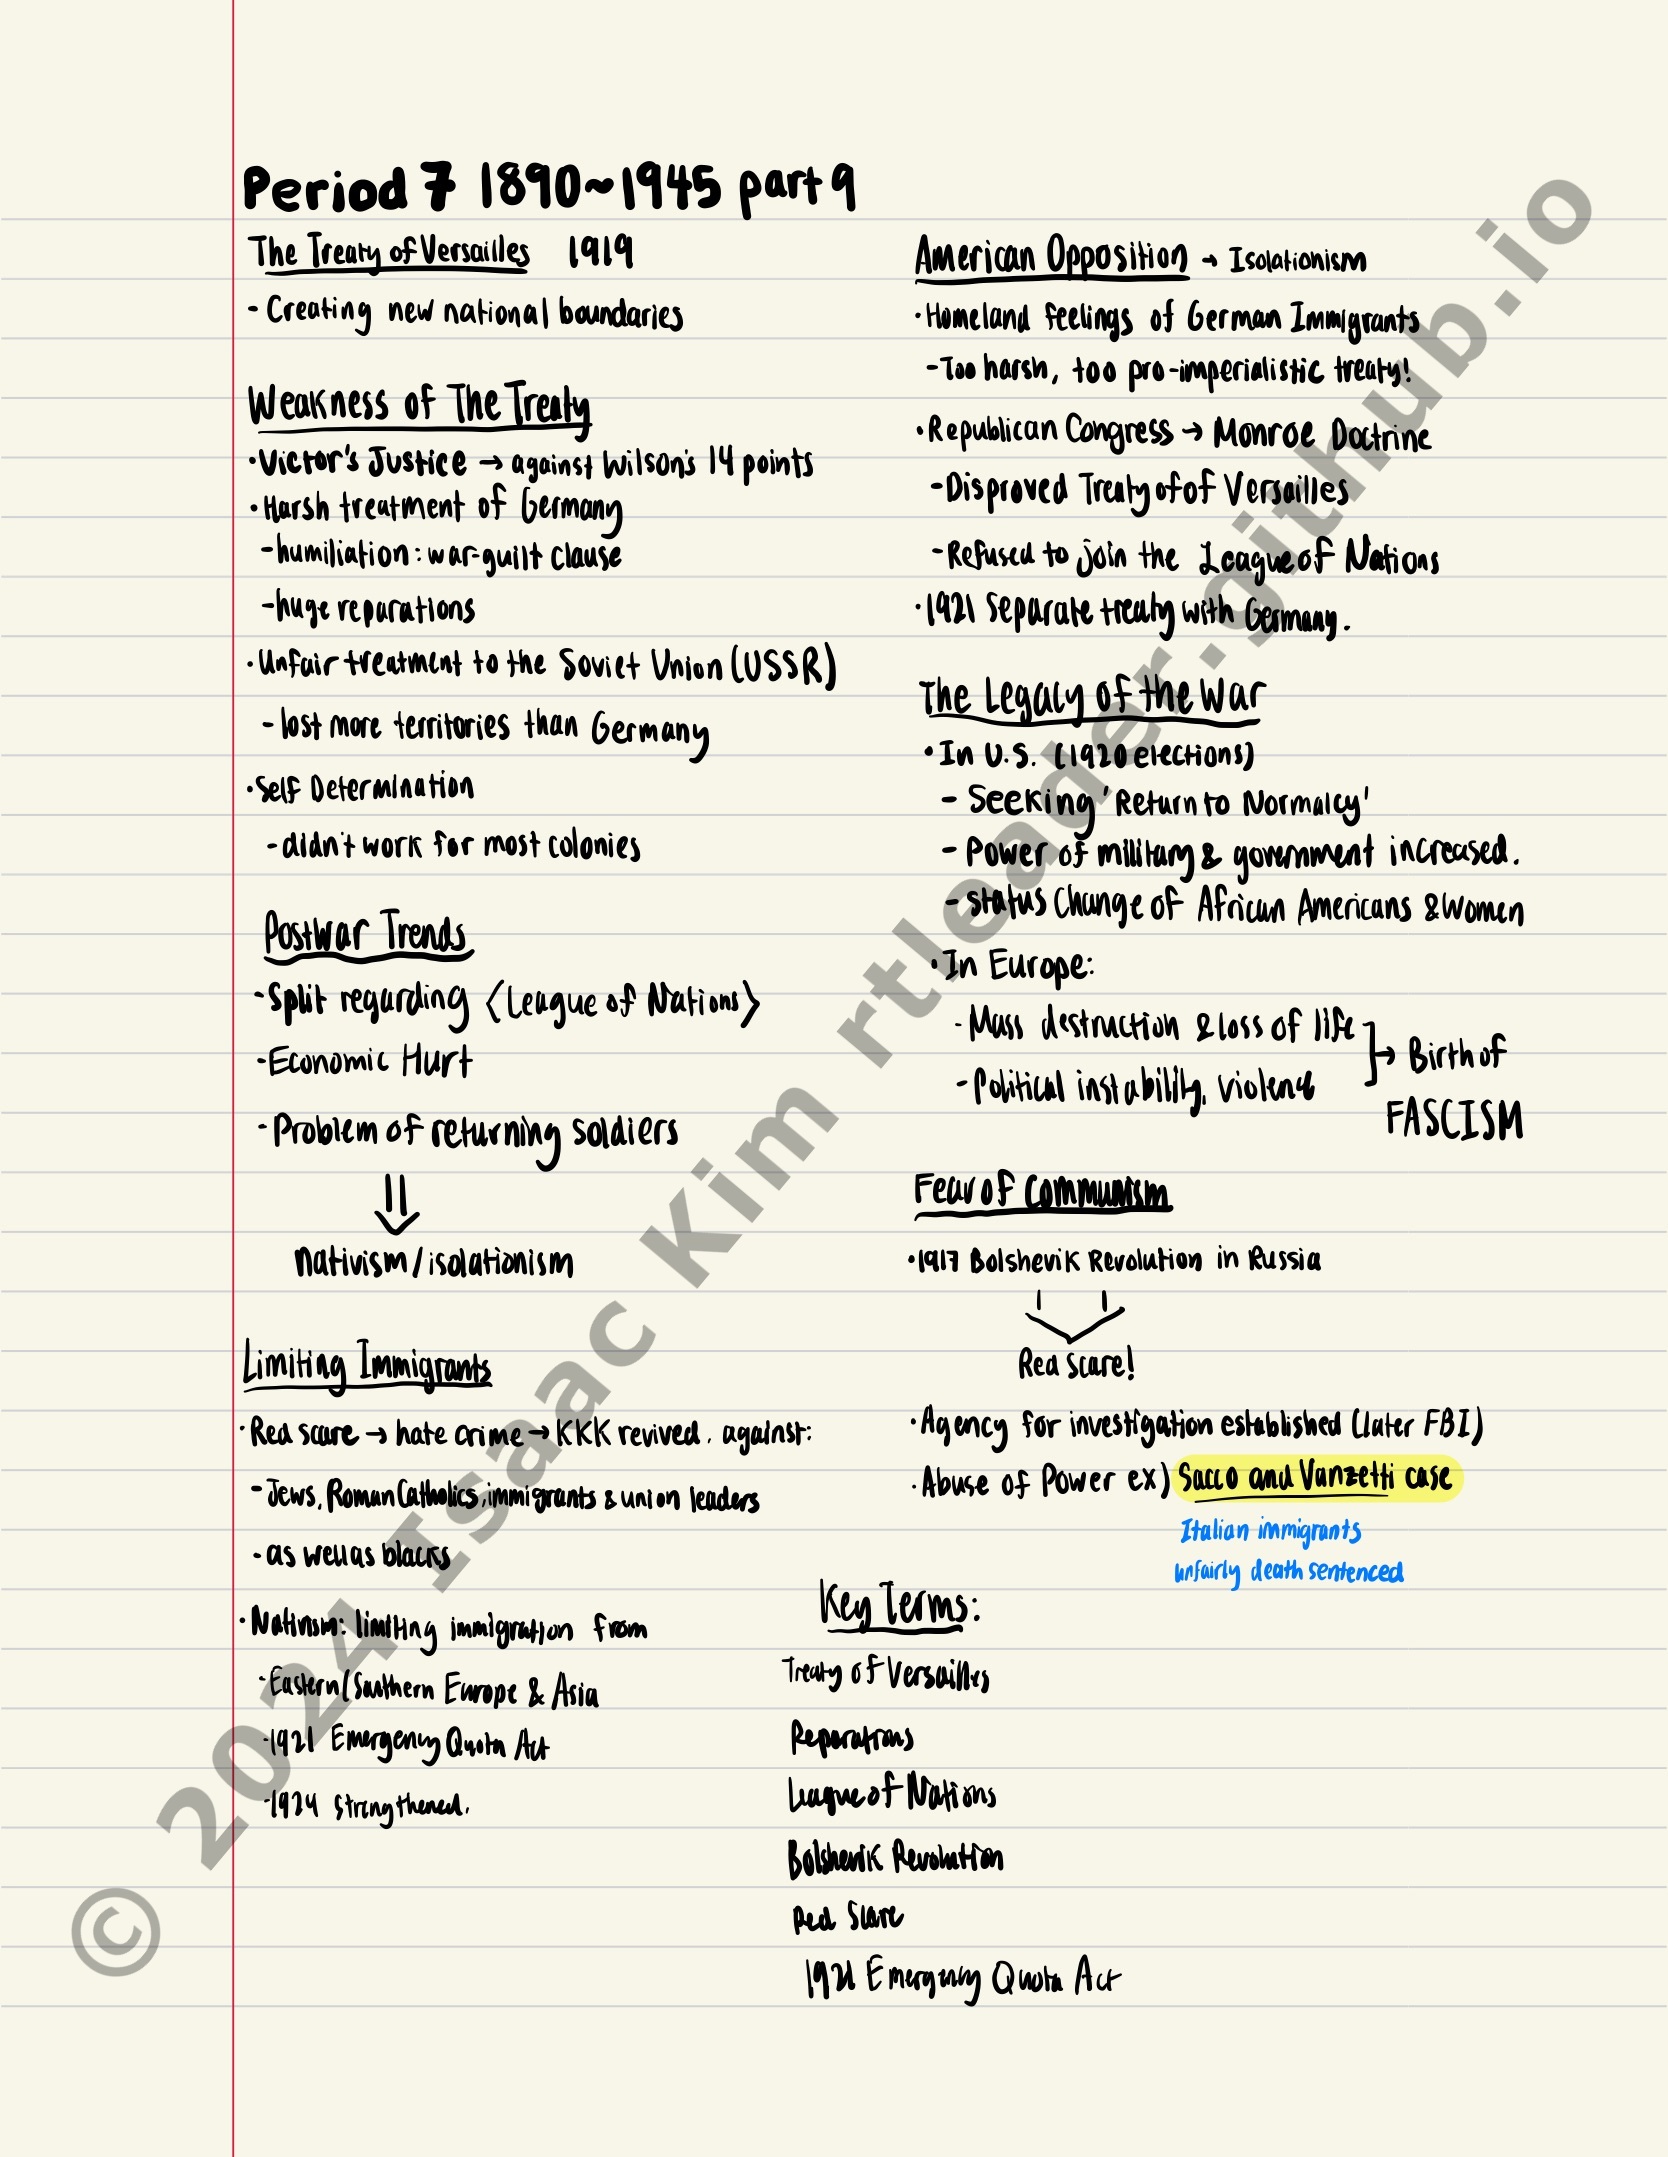 Period 7 1890~1945 part 9
The Treaty of Versailles 1919
- Creating new national boundaries
Weakness of The Treaty
·Victor's Justice → against Wilson's 14 points
·Harsh treatment of Germany
-humiliation: war-guilt clause
-huge reparations
·Unfair treatment to the Soviet Union (USSR)
- lost more territories than Germany
·Self Determination
-didn't work for most colonies
Postwar Trends
-Split regarding <League of Nations>
-Economic Hurt
-Problem of returning soldiers
⇓
nativism/isolationism
Limiting Immigrants
·Red scare → hate crime → KKK revived. against:
-Jews, Roman Catholics, immigrants & union leaders
-as well as blacks
·Nativism: limiting immigration from
-Eastern/Southern Europe & Asia
-1921 Emergency Quota Act
-1924 strengthened.
American Opposition → Isolationism
·Homeland feelings of German Immigrants
-Too harsh, too pro-imperialistic treaty!
·Republican Congress → Monroe Doctrine
-Disproved Treaty of of Versailles
-Refused to join the League of Nations
·1921 Separate treaty with Germany.
The Legacy of the War
·In U.S. (1920 elections)
- Seeking 'Return to Normalcy'
- Power of military & government increased.
- status Change of African Americans & Women
·In Europe:
- Mass destruction & loss of life
- Political instability, violence
→ Birth of
FASCISM
Fear of Communism
·1917 Bolshevik Revolution in Russia
⇓
Red Scare!
·Agency for investigation established (later FBI)
·Abuse of Power ex) Sacco and Vanzetti case
Italian immigrants
unfairly death sentenced
Key Terms:
Treaty of Versailles
Reparations
League of Nations
Bolshevik Revolution
Red Scare
1921 Emergency Quota Act
© 2024 Isaac Kim rtleader.github.io